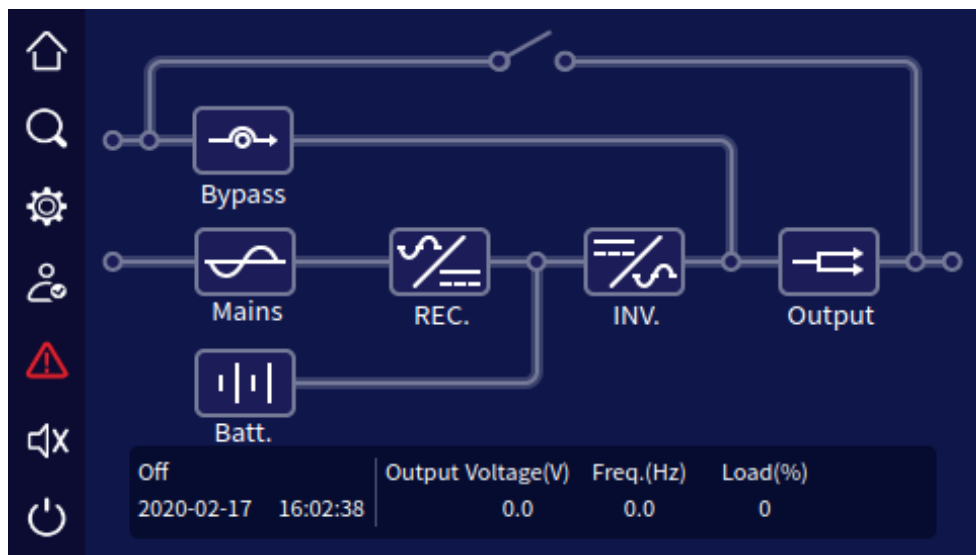 Bypass
Mains
REC.
INV.
Output
Batt.
Off
2020-02-17 16:02:38
Output Voltage(V) Freq.(Hz) Load(%)
0.0 0.0 0